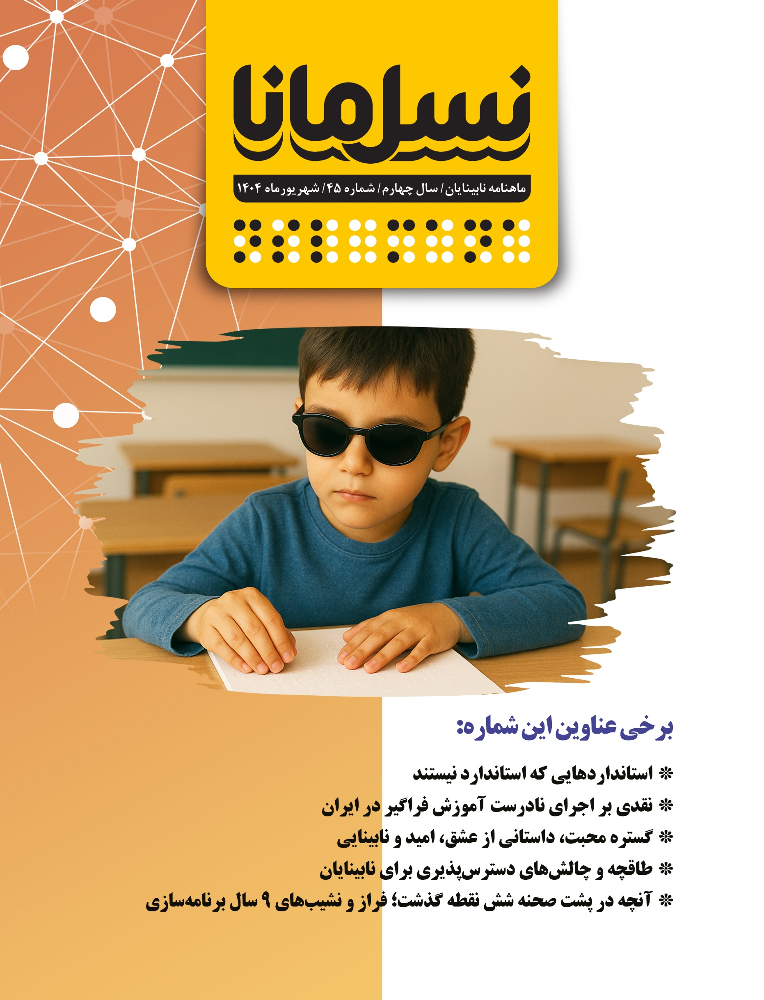 نسل مانا
ماهنامه نابینایان/ سال چهارم/ شماره ۴۵/ شهریورماه ۱۴۰۴
⠝⠎⠇⠀⠍⠁⠝⠁
برخی عناوین این شماره:
❊ استانداردهایی که استاندارد نیستند
❊ نقدی بر اجرای نادرست آموزش فراگیر در ایران
❊ گستره محبت، داستانی از عشق، امید و نابینایی
❊ طاقچه و چالش‌های دسترس‌پذیری برای نابینایان
❊ آنچه در پشت صحنه شش نقطه گذشت؛ فراز و نشیب‌های ۹ سال برنامه‌سازی